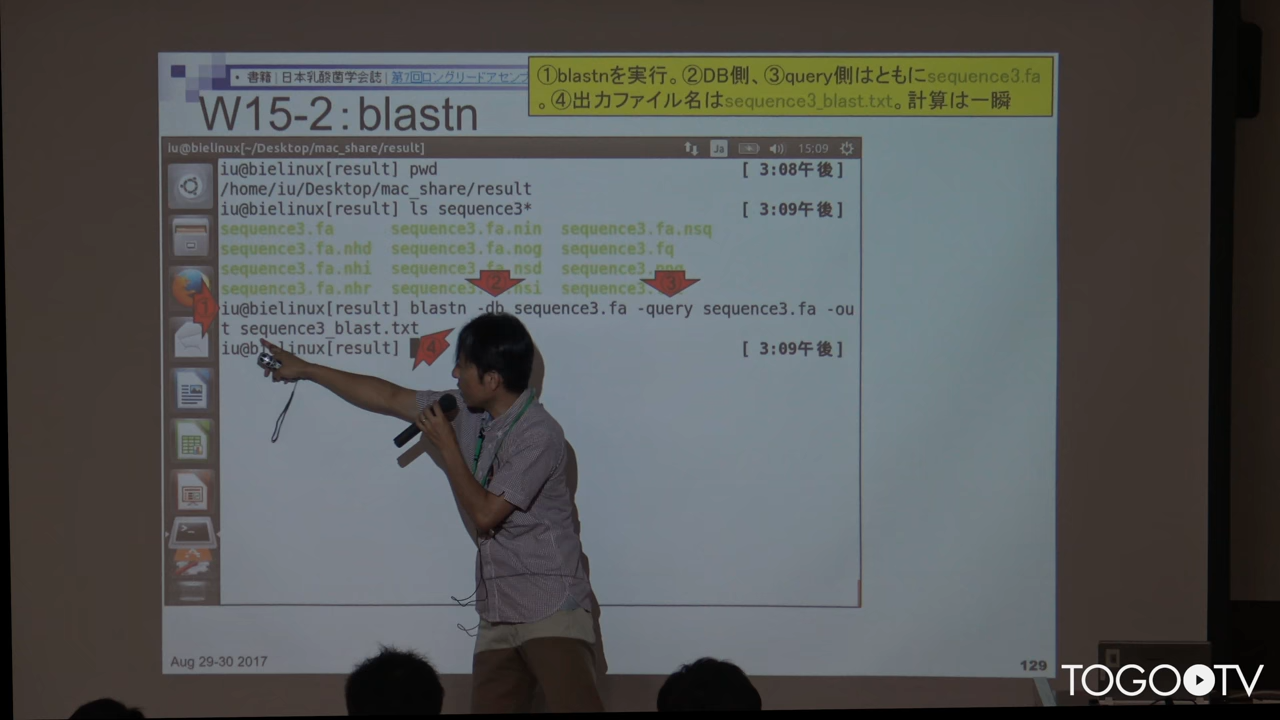 ・書籍 | 日本乳酸菌学会誌 | 第7回ロングリードアセンブ
①blastnを実行。②DB側、③query側はともにsequence3.fa
。④出力ファイル名はsequence3_blast.txt。計算は一瞬
W15-2：blastn
iu@bielinux[~/Desktop/mac_share/result]
Ja
15:09
iu@bielinux[result] pwd [ 3:08午後]
/home/iu/Desktop/mac_share/result
iu@bielinux[result] ls sequence3* [ 3:09午後]
sequence3.fa sequence3.fa.nin sequence3.fa.nsq
sequence3.fa.nhd sequence3.fa.nog sequence3.fq
sequence3.fa.nhi sequence3.fa.nsd sequence3.png
sequence3.fa.nhr
② ③
① iu@bielinux[result] blastn -db sequence3.fa -query sequence3.fa -ou
t sequence3_blast.txt
iu@bielinux[result] ④ [ 3:09午後]
Aug 29-30 2017
129
TOGOTV